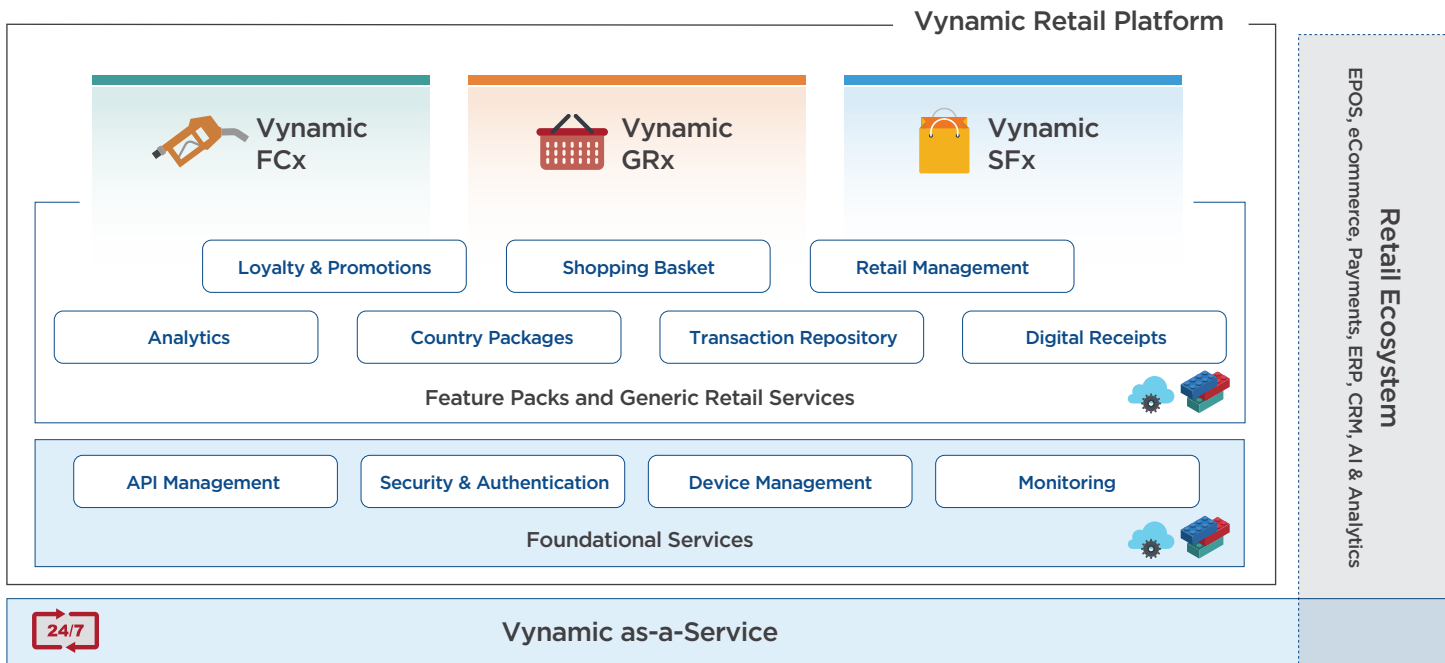 Vynamic Retail Platform
Vynamic
FCx
Vynamic
GRx
Vynamic
SFx
Loyalty & Promotions
Shopping Basket
Retail Management
Analytics
Country Packages
Transaction Repository
Digital Receipts
Feature Packs and Generic Retail Services
API Management
Security & Authentication
Device Management
Monitoring
Foundational Services
24/7
Vynamic as-a-Service
Retail Ecosystem
EPOS, eCommerce, Payments, ERP, CRM, AI & Analytics